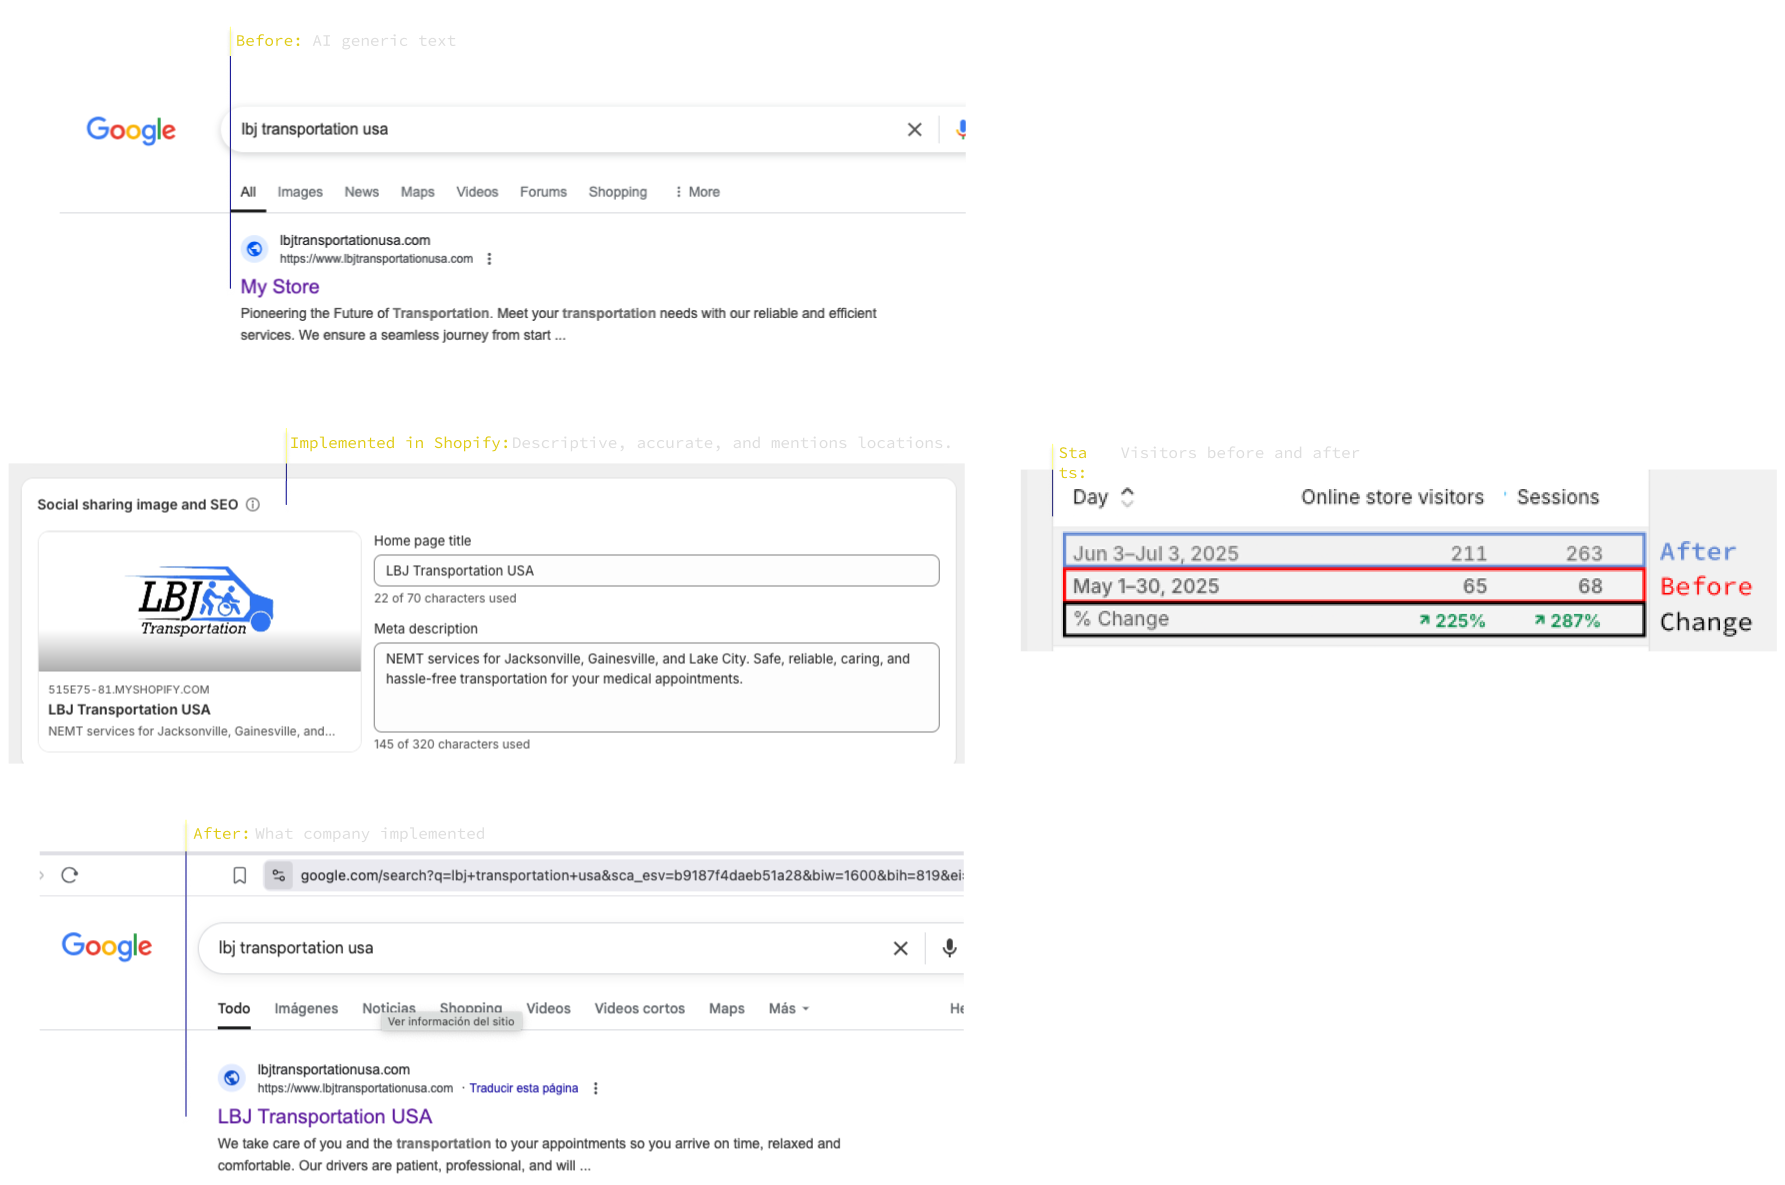 Before: AI generic text
Google
lbj transportation usa
All Images News Maps Videos Forums Shopping More
lbjtransportationusa.com
https://www.lbjtransportationusa.com
My Store
Pioneering the Future of Transportation. Meet your transportation needs with our reliable and efficient
services. We ensure a seamless journey from start ...
Implemented in Shopify: Descriptive, accurate, and mentions locations.
Social sharing image and SEO
LBJ
Transportation
515E75-81.MYSHOPIFY.COM
LBJ Transportation USA
NEMT services for Jacksonville, Gainesville, and...
Home page title
LBJ Transportation USA
22 of 70 characters used
Meta description
NEMT services for Jacksonville, Gainesville, and Lake City. Safe, reliable, caring, and
hassle-free transportation for your medical appointments.
145 of 320 characters used
Sta Visitors before and after
ts:
Day Online store visitors Sessions
Jun 3–Jul 3, 2025 211 263 After
May 1–30, 2025 65 68 Before
% Change 225% 287% Change
After: What company implemented
google.com/search?q=lbj+transportation+usa&sca_esv=b9187f4daeb51a28&biw=1600&bih=819&ei=
Google
lbj transportation usa
Todo Imágenes Noticias Shopping Videos Videos cortos Maps Más He
Ver información del sitio
lbjtransportationusa.com
https://www.lbjtransportationusa.com · Traducir esta página
LBJ Transportation USA
We take care of you and the transportation to your appointments so you arrive on time, relaxed and
comfortable. Our drivers are patient, professional, and will ...